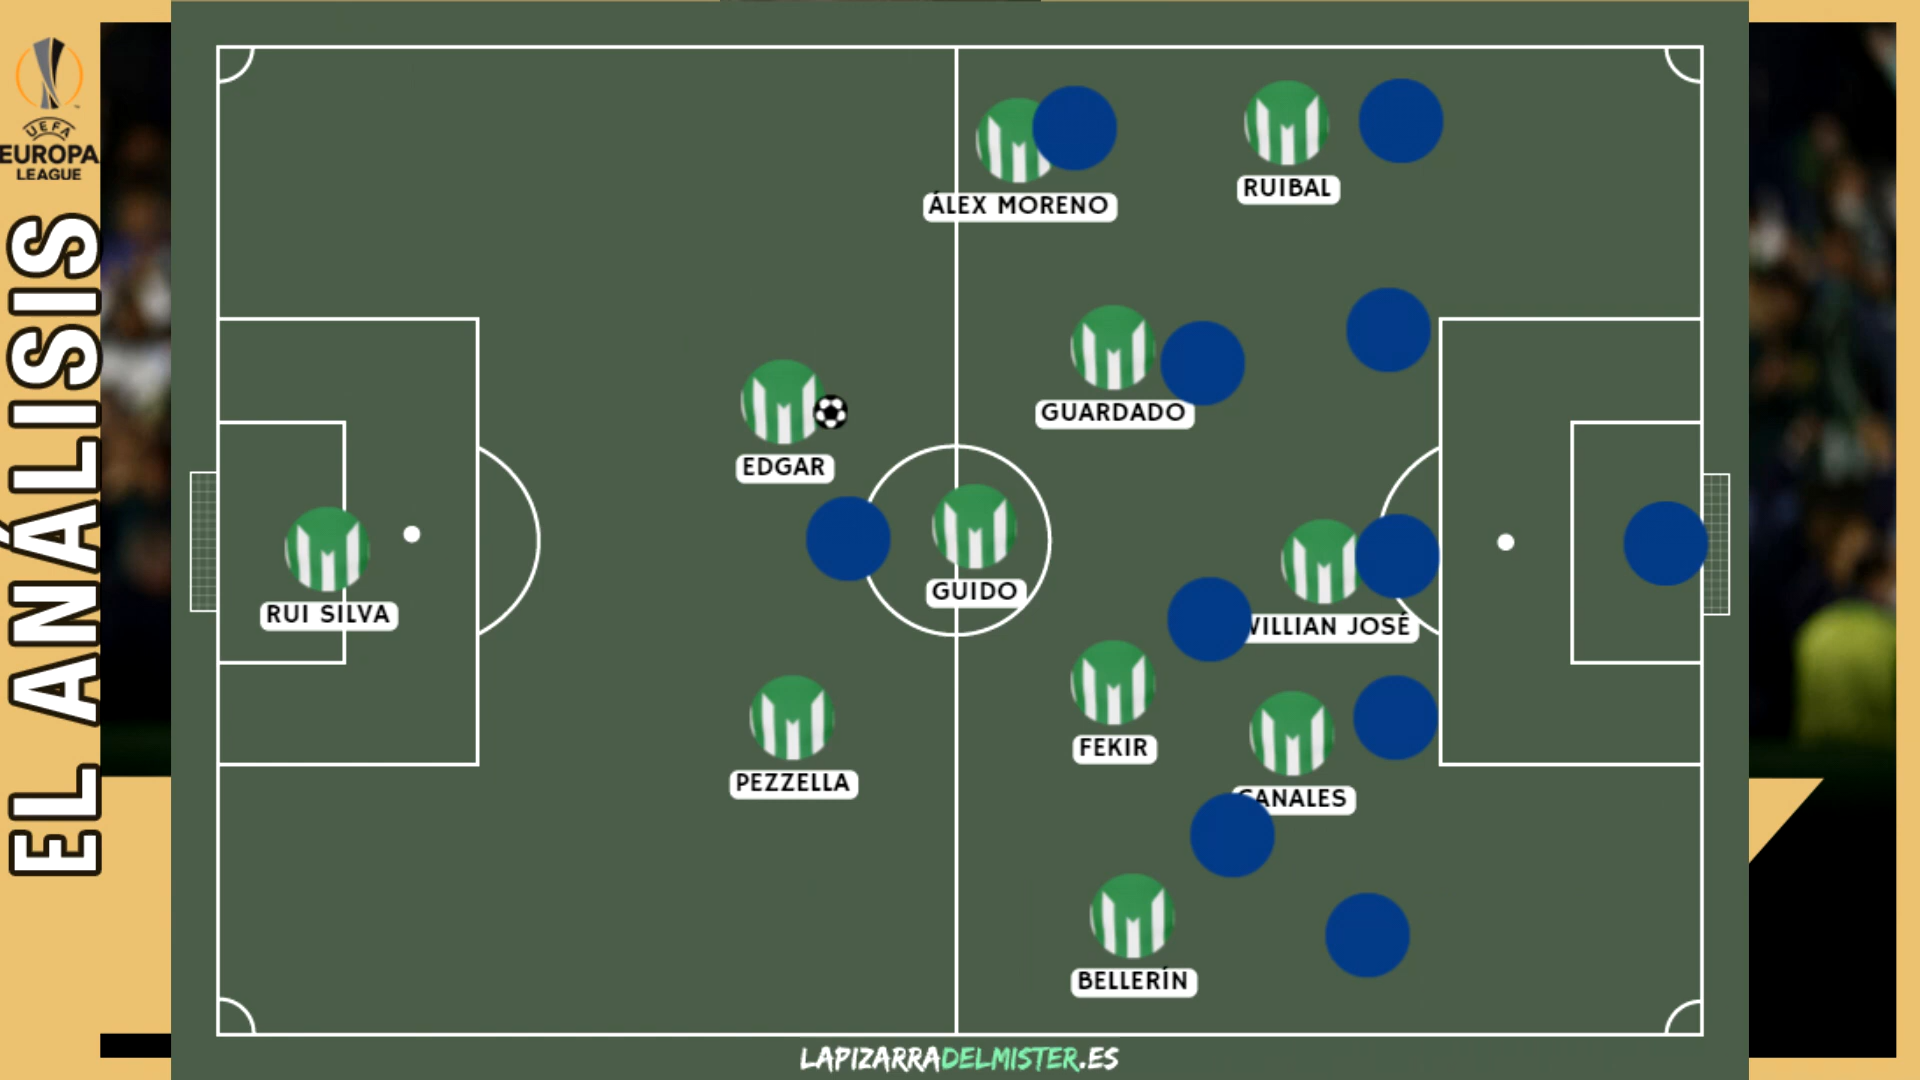 UEFA
EUROPA
LEAGUE
EL ANÁLISIS
ÁLEX MORENO
RUIBAL
GUARDADO
EDGAR
GUIDO
RUI SILVA
WILLIAN JOSÉ
FEKIR
PEZZELLA
CANALES
BELLERÍN
LAPIZARRADELMISTER.ES